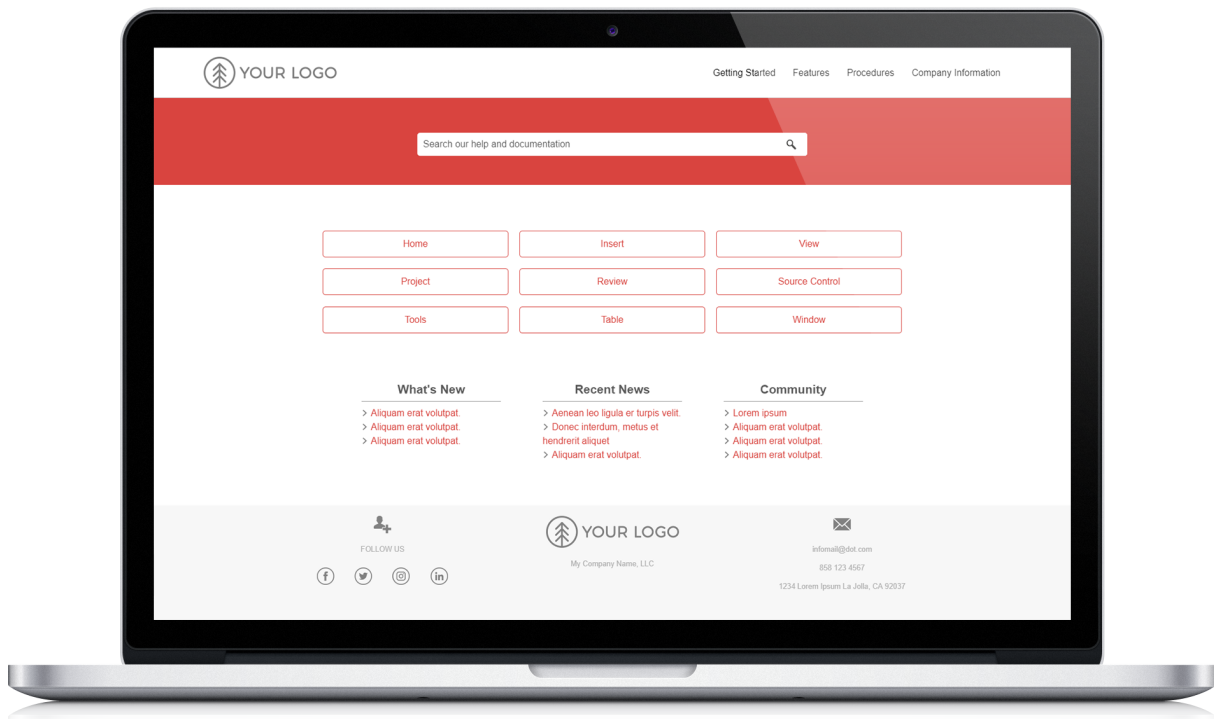 YOUR LOGO
Getting Started Features Procedures Company Information
Search our help and documentation
Home Insert View
Project Review Source Control
Tools Table Window
What's New
> Aliquam erat volutpat.
> Aliquam erat volutpat.
> Aliquam erat volutpat.
Recent News
> Aenean leo ligula er turpis velit.
> Donec interdum, metus et
hendrerit aliquet
> Aliquam erat volutpat.
Community
> Lorem ipsum
> Aliquam erat volutpat.
> Aliquam erat volutpat.
> Aliquam erat volutpat.
FOLLOW US
YOUR LOGO
My Company Name, LLC
infomail@dot.com
858 123 4567
1234 Lorem Ipsum La Jolla, CA 92037